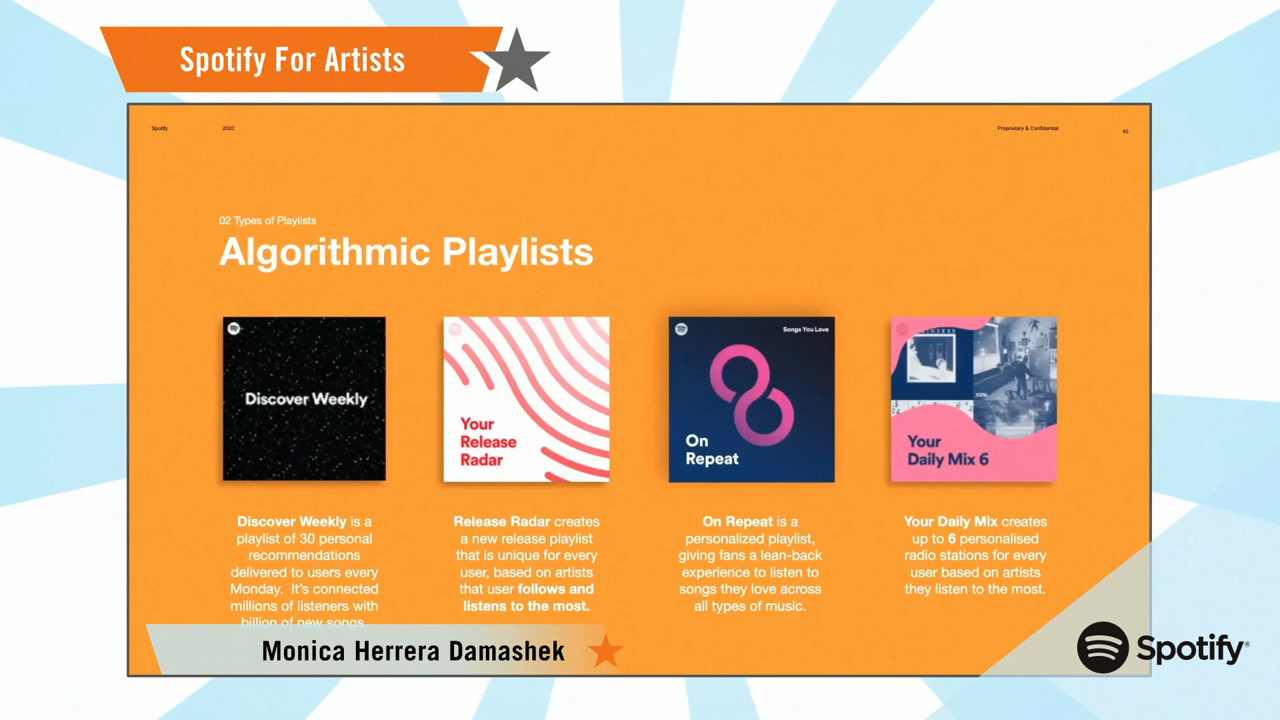 Spotify For Artists
Spotify
2020
Proprietary & Confidential
40
02 Types of Playlists
Algorithmic Playlists
Discover Weekly
Your
Release
Radar
Songs You Love
On
Repeat
Your
Daily Mix 6
Discover Weekly is a
playlist of 30 personal
recommendations
delivered to users every
Monday. It's connected
millions of listeners with
billion of new songs.
Release Radar creates
a new release playlist
that is unique for every
user, based on artists
that user follows and
listens to the most.
On Repeat is a
personalized playlist,
giving fans a lean-back
experience to listen to
songs they love across
all types of music.
Your Daily Mix creates
up to 6 personalised
radio stations for every
user based on artists
they listen to the most.
Monica Herrera Damashek
Spotify